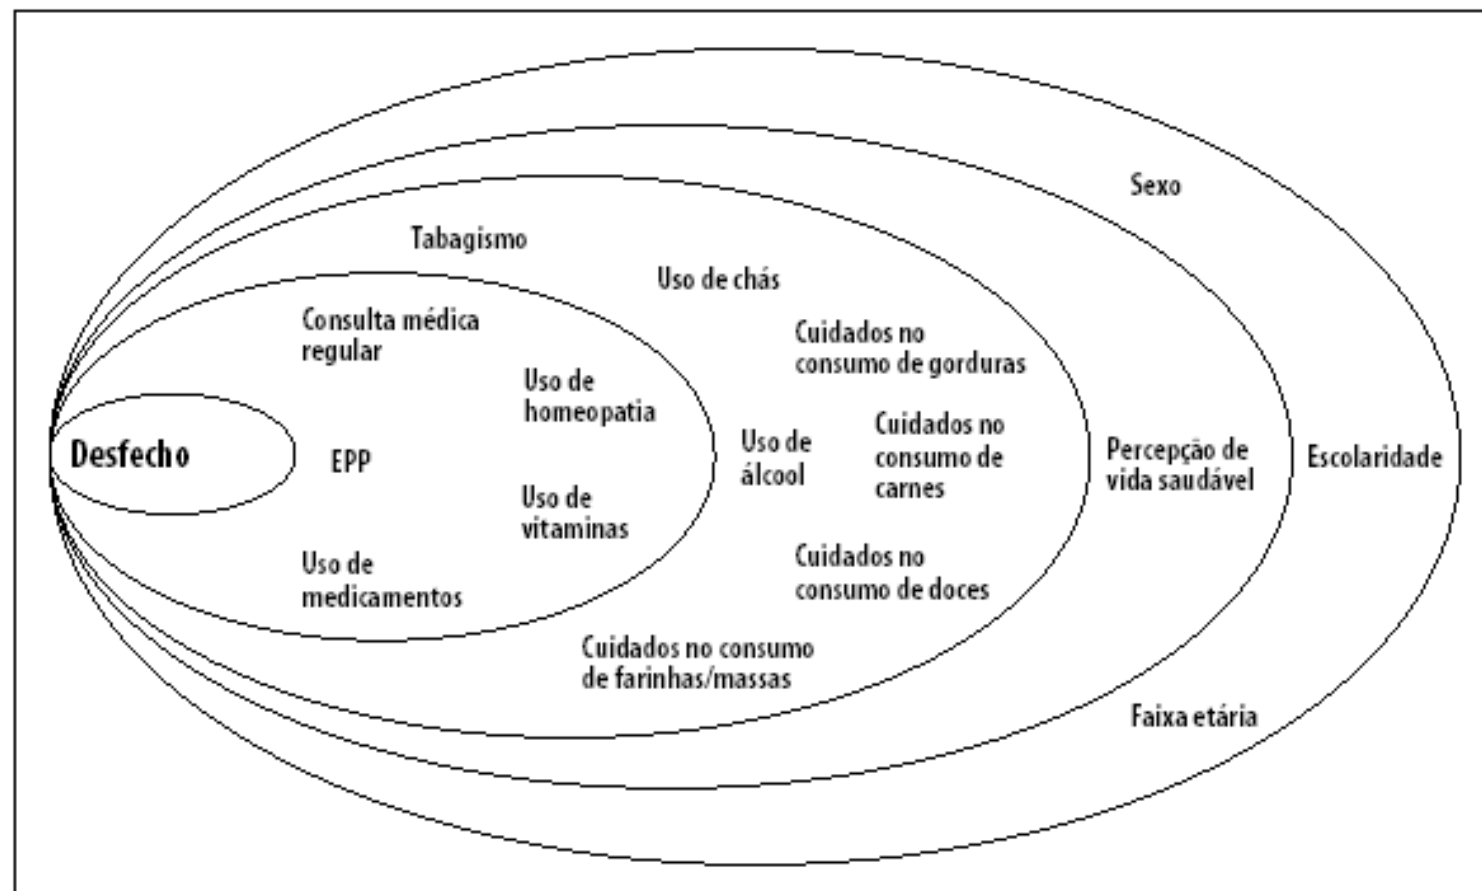 Sexo
Tabagismo
Uso de chás
Consulta médica
regular
Cuidados no
consumo de gorduras
Uso de
homeopatia
Cuidados no
consumo de
carnes
Uso de
álcool
Desfecho
EPP
Percepção de
vida saudável
Escolaridade
Uso de
vitaminas
Uso de
medicamentos
Cuidados no
consumo de doces
Cuidados no consumo
de farinhas/massas
Faixa etária